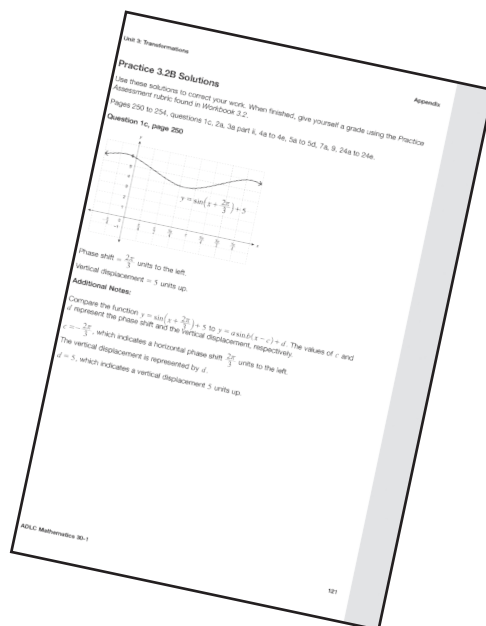 Unit 3: Transformations
Appendix
Practice 3.2B Solutions
Use these solutions to correct your work. When finished, give yourself a grade using the Practice
Assessment rubric found in Workbook 3.2.
Pages 250 to 254, questions 1c, 2a, 3a part ii, 4a to 4e, 5a to 5d, 7a, 9, 24a to 24e.
Question 1c, page 250
y = sin(x + 2π/3) + 5
Phase shift = 2π/3 units to the left.
Vertical displacement = 5 units up.
Additional Notes:
Compare the function y = sin(x + 2π/3) + 5 to y = a sin b(x − c) + d. The values of c and
d represent the phase shift and the vertical displacement, respectively.
c = − 2π/3, which indicates a horizontal phase shift 2π/3 units to the left.
The vertical displacement is represented by d.
d = 5, which indicates a vertical displacement 5 units up.
ADLC Mathematics 30-1
121